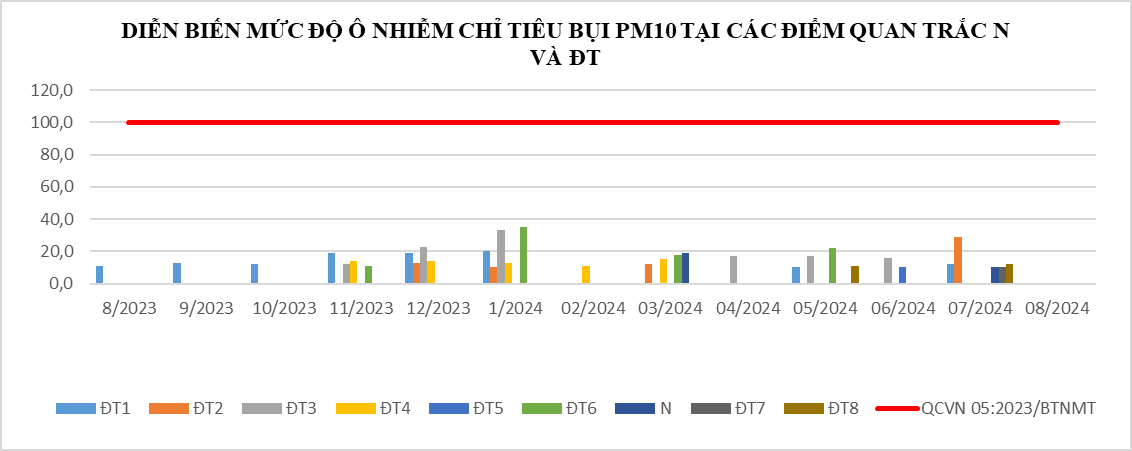 DIỄN BIẾN MỨC ĐỘ Ô NHIỄM CHỈ TIÊU BỤI PM10 TẠI CÁC ĐIỂM QUAN TRẮC N
VÀ ĐT
120,0
100,0
80,0
60,0
40,0
20,0
0,0
8/2023 9/2023 10/2023 11/2023 12/2023 1/2024 02/2024 03/2024 04/2024 05/2024 06/2024 07/2024 08/2024
ĐT1 ĐT2 ĐT3 ĐT4 ĐT5 ĐT6 N ĐT7 ĐT8 QCVN 05:2023/BTNMT